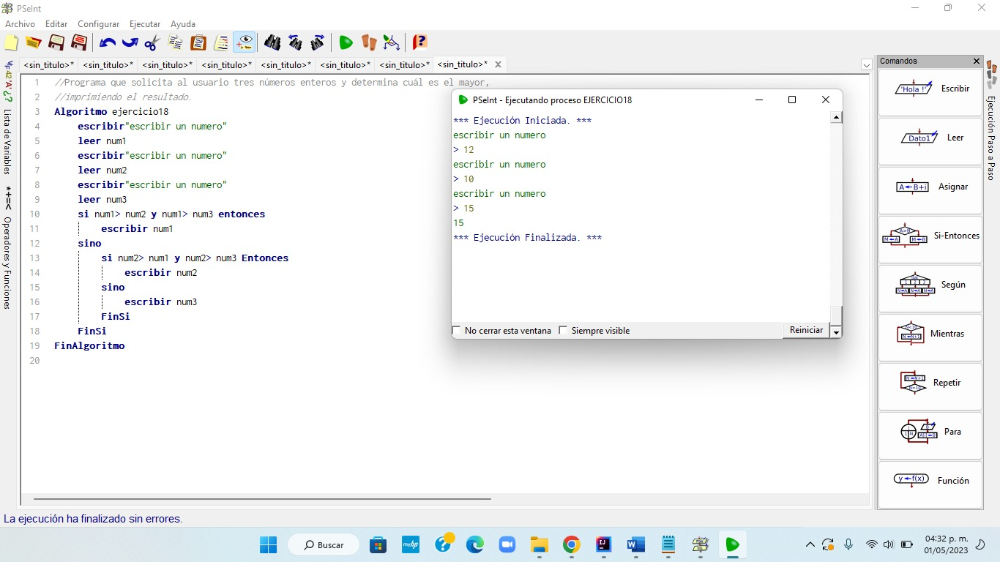 PSeInt
Archivo Editar Configurar Ejecutar Ayuda
<sin_titulo>* <sin_titulo>* <sin_titulo>* <sin_titulo>* <sin_titulo>* <sin_titulo>* <sin_titulo>* <sin_titulo>*
1 //Programa que solicita al usuario tres números enteros y determina cuál es el mayor,
2 //imprimiendo el resultado.
3 Algoritmo ejercicio18
4 escribir"escribir un numero"
5 leer num1
6 escribir"escribir un numero"
7 leer num2
8 escribir"escribir un numero"
9 leer num3
10 si num1> num2 y num1> num3 entonces
11 escribir num1
12 sino
13 si num2> num1 y num2> num3 Entonces
14 escribir num2
15 sino
16 escribir num3
17 FinSi
18 FinSi
19 FinAlgoritmo
20
PSeInt - Ejecutando proceso EJERCICIO18
*** Ejecución Iniciada. ***
escribir un numero
> 12
escribir un numero
> 10
escribir un numero
> 15
15
*** Ejecución Finalizada. ***
No cerrar esta ventana Siempre visible Reiniciar
Lista de Variables
*+=< Operadores y Funciones
Comandos
'Hola !' Escribir
Dato1 Leer
A←B+i Asignar
A>B Si-Entonces
Según
Mientras
Repetir
Para
y←f(x) Función
Ejecución Paso a Paso
La ejecución ha finalizado sin errores.
Buscar
myhp
04:32 p. m.
01/05/2023